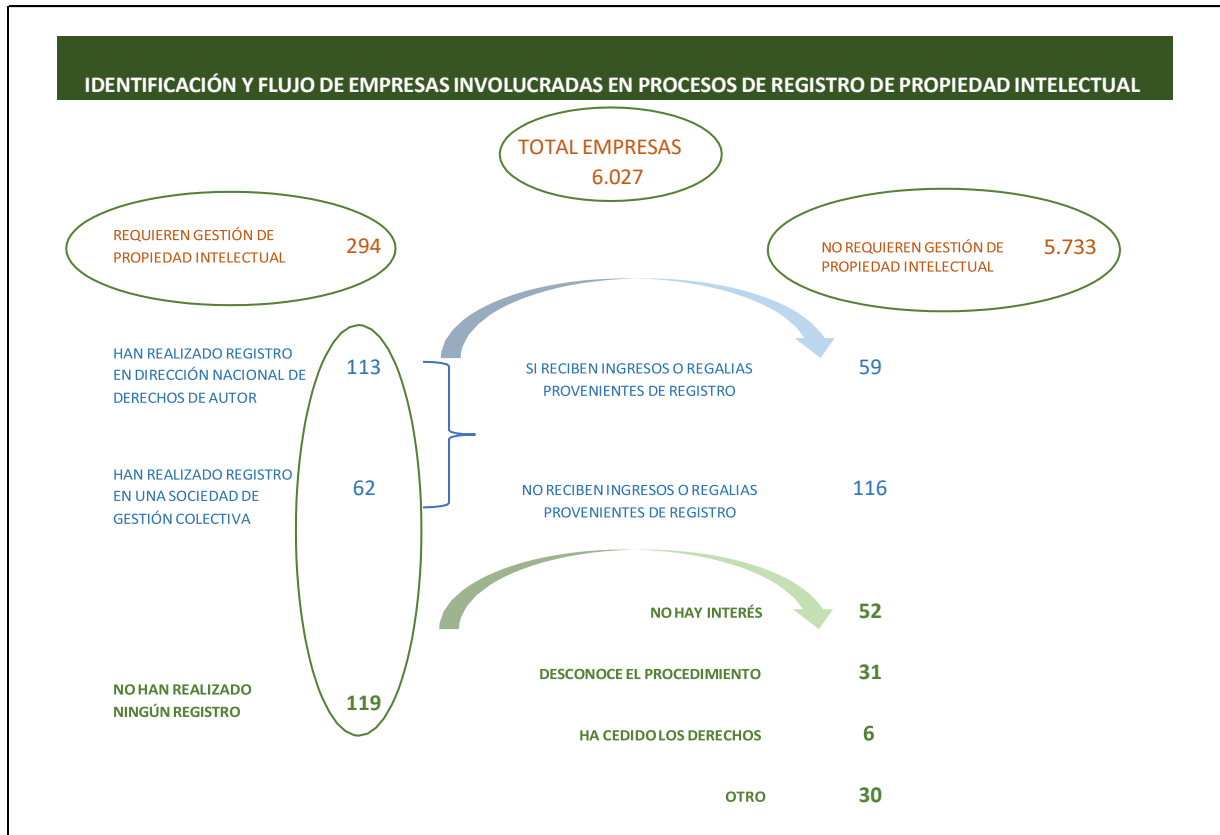 IDENTIFICACIÓN Y FLUJO DE EMPRESAS INVOLUCRADAS EN PROCESOS DE REGISTRO DE PROPIEDAD INTELECTUAL
TOTAL EMPRESAS
6.027
REQUIEREN GESTIÓN DE
PROPIEDAD INTELECTUAL
294
NO REQUIEREN GESTIÓN DE
PROPIEDAD INTELECTUAL
5.733
HAN REALIZADO REGISTRO
EN DIRECCIÓN NACIONAL DE
DERECHOS DE AUTOR
113
SI RECIBEN INGRESOS O REGALIAS
PROVENIENTES DE REGISTRO
59
HAN REALIZADO REGISTRO
EN UNA SOCIEDAD DE
GESTIÓN COLECTIVA
62
NO RECIBEN INGRESOS O REGALIAS
PROVENIENTES DE REGISTRO
116
NO HAN REALIZADO
NINGÚN REGISTRO
119
NO HAY INTERÉS
52
DESCONOCE EL PROCEDIMIENTO
31
HA CEDIDO LOS DERECHOS
6
OTRO
30